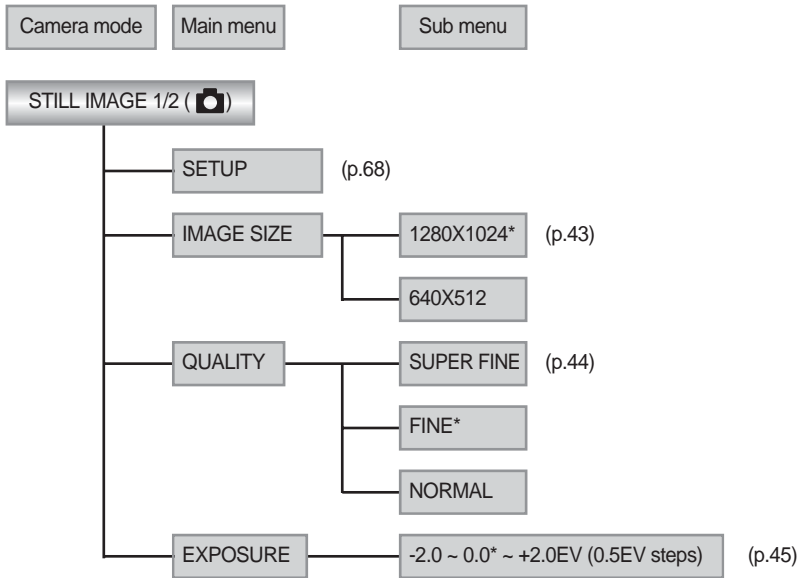 Camera mode Main menu Sub menu
STILL IMAGE 1/2 ( )
SETUP (p.68)
IMAGE SIZE 1280X1024* (p.43)
640X512
QUALITY SUPER FINE (p.44)
FINE*
NORMAL
EXPOSURE -2.0 ~ 0.0* ~ +2.0EV (0.5EV steps) (p.45)